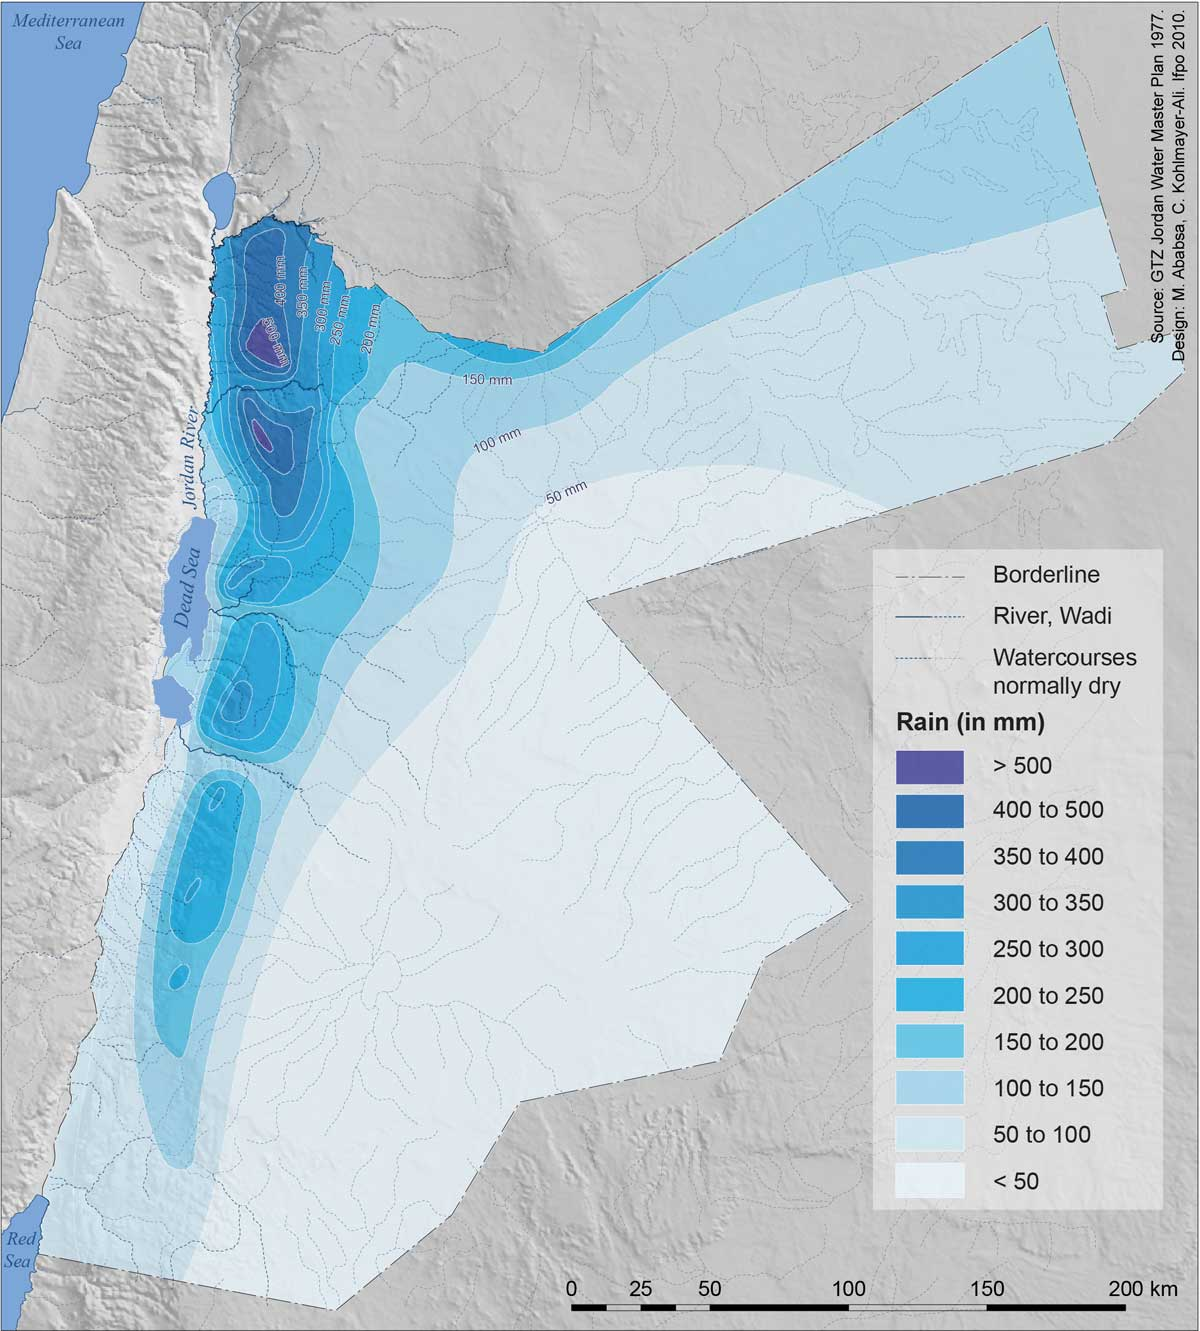 Mediterranean
Sea
Source: GTZ Jordan Water Master Plan 1977.
Design: M. Ababsa, C. Kohlmayer-Ali. Ifpo 2010.
400 mm
350 mm
300 mm
250 mm
200 mm
500 mm
150 mm
100 mm
50 mm
Jordan River
Dead Sea
Borderline
River, Wadi
Watercourses
normally dry
Rain (in mm)
> 500
400 to 500
350 to 400
300 to 350
250 to 300
200 to 250
150 to 200
100 to 150
50 to 100
< 50
Red
Sea
0 25 50 100 150 200 km